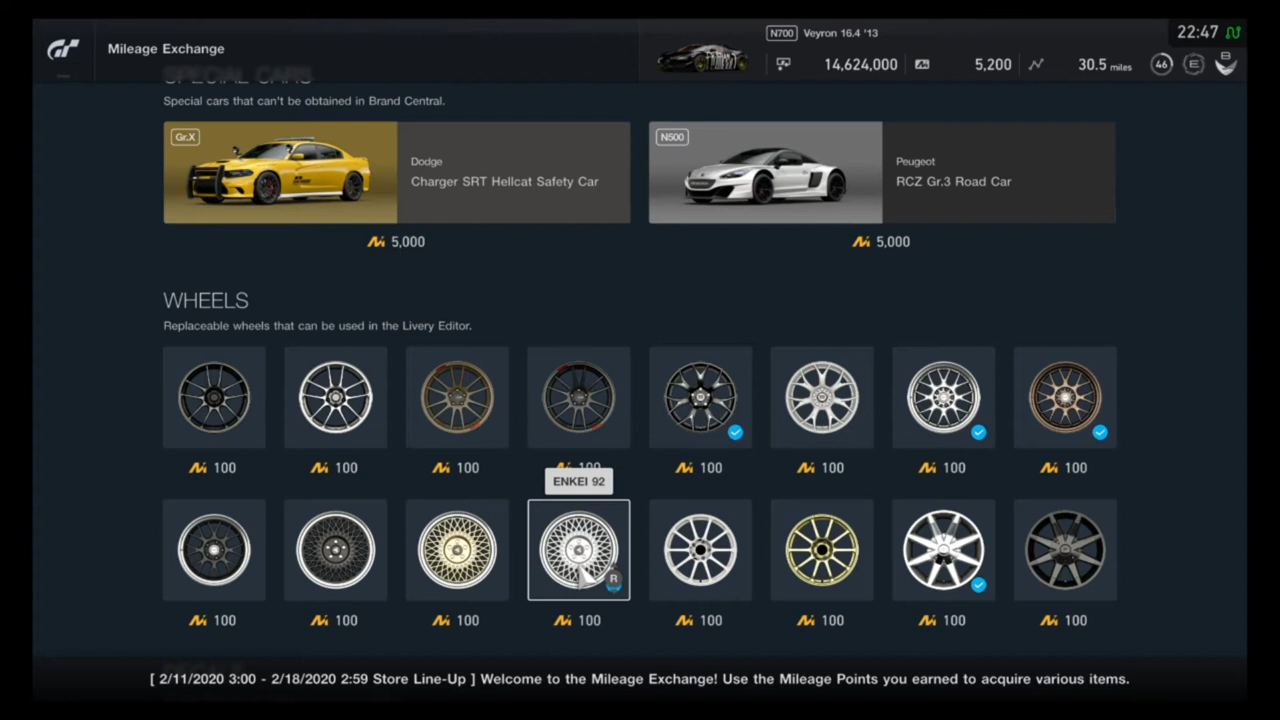 Mileage Exchange
N700 Veyron 16.4 '13
22:47
14,624,000
5,200
30.5 miles
46
E
B
SPECIAL CARS
Special cars that can't be obtained in Brand Central.
Gr.X
Dodge
Charger SRT Hellcat Safety Car
N500
Peugeot
RCZ Gr.3 Road Car
5,000
5,000
WHEELS
Replaceable wheels that can be used in the Livery Editor.
100 100 100 100 100 100 100 100
ENKEI 92
R
100 100 100 100 100 100 100 100
[ 2/11/2020 3:00 - 2/18/2020 2:59 Store Line-Up ] Welcome to the Mileage Exchange! Use the Mileage Points you earned to acquire various items.